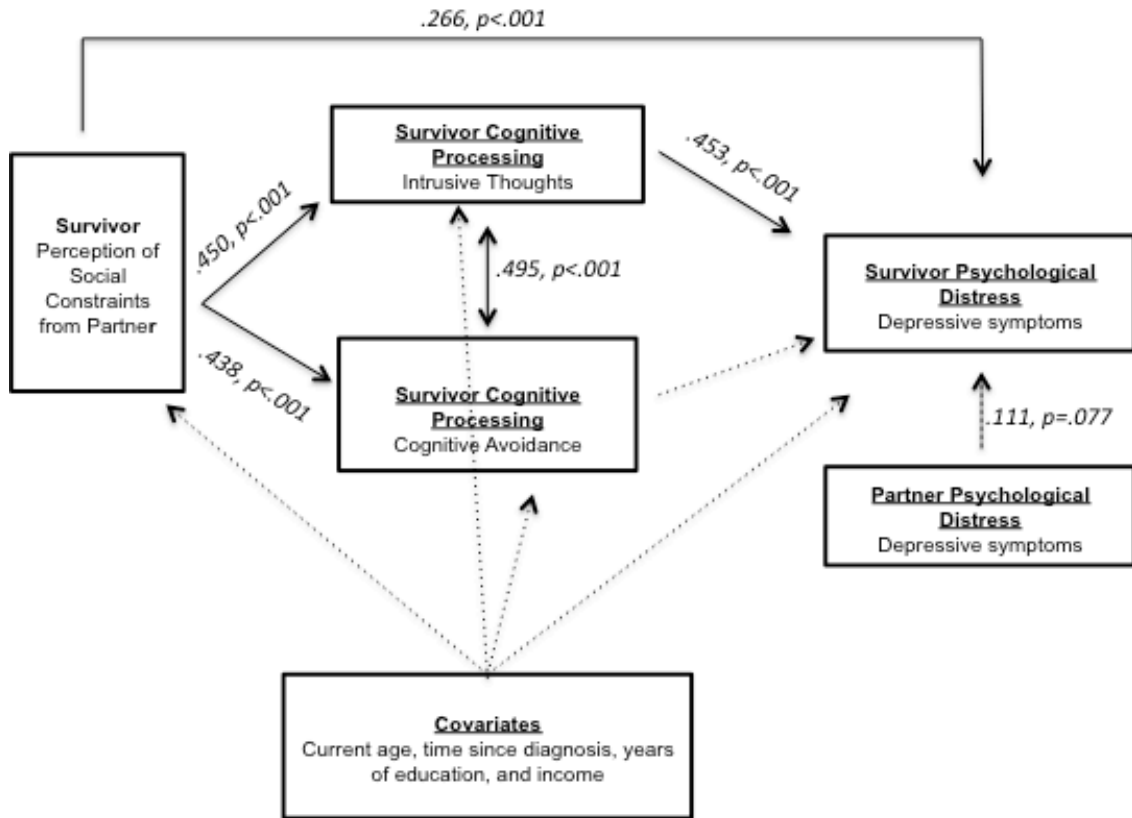 .266, p<.001
Survivor Cognitive
Processing
Intrusive Thoughts
.453, p<.001
Survivor
Perception of
Social
Constraints
from Partner
.450, p<.001
.495, p<.001
.438, p<.001
Survivor Psychological
Distress
Depressive symptoms
Survivor Cognitive
Processing
Cognitive Avoidance
.111, p=.077
Partner Psychological
Distress
Depressive symptoms
Covariates
Current age, time since diagnosis, years
of education, and income